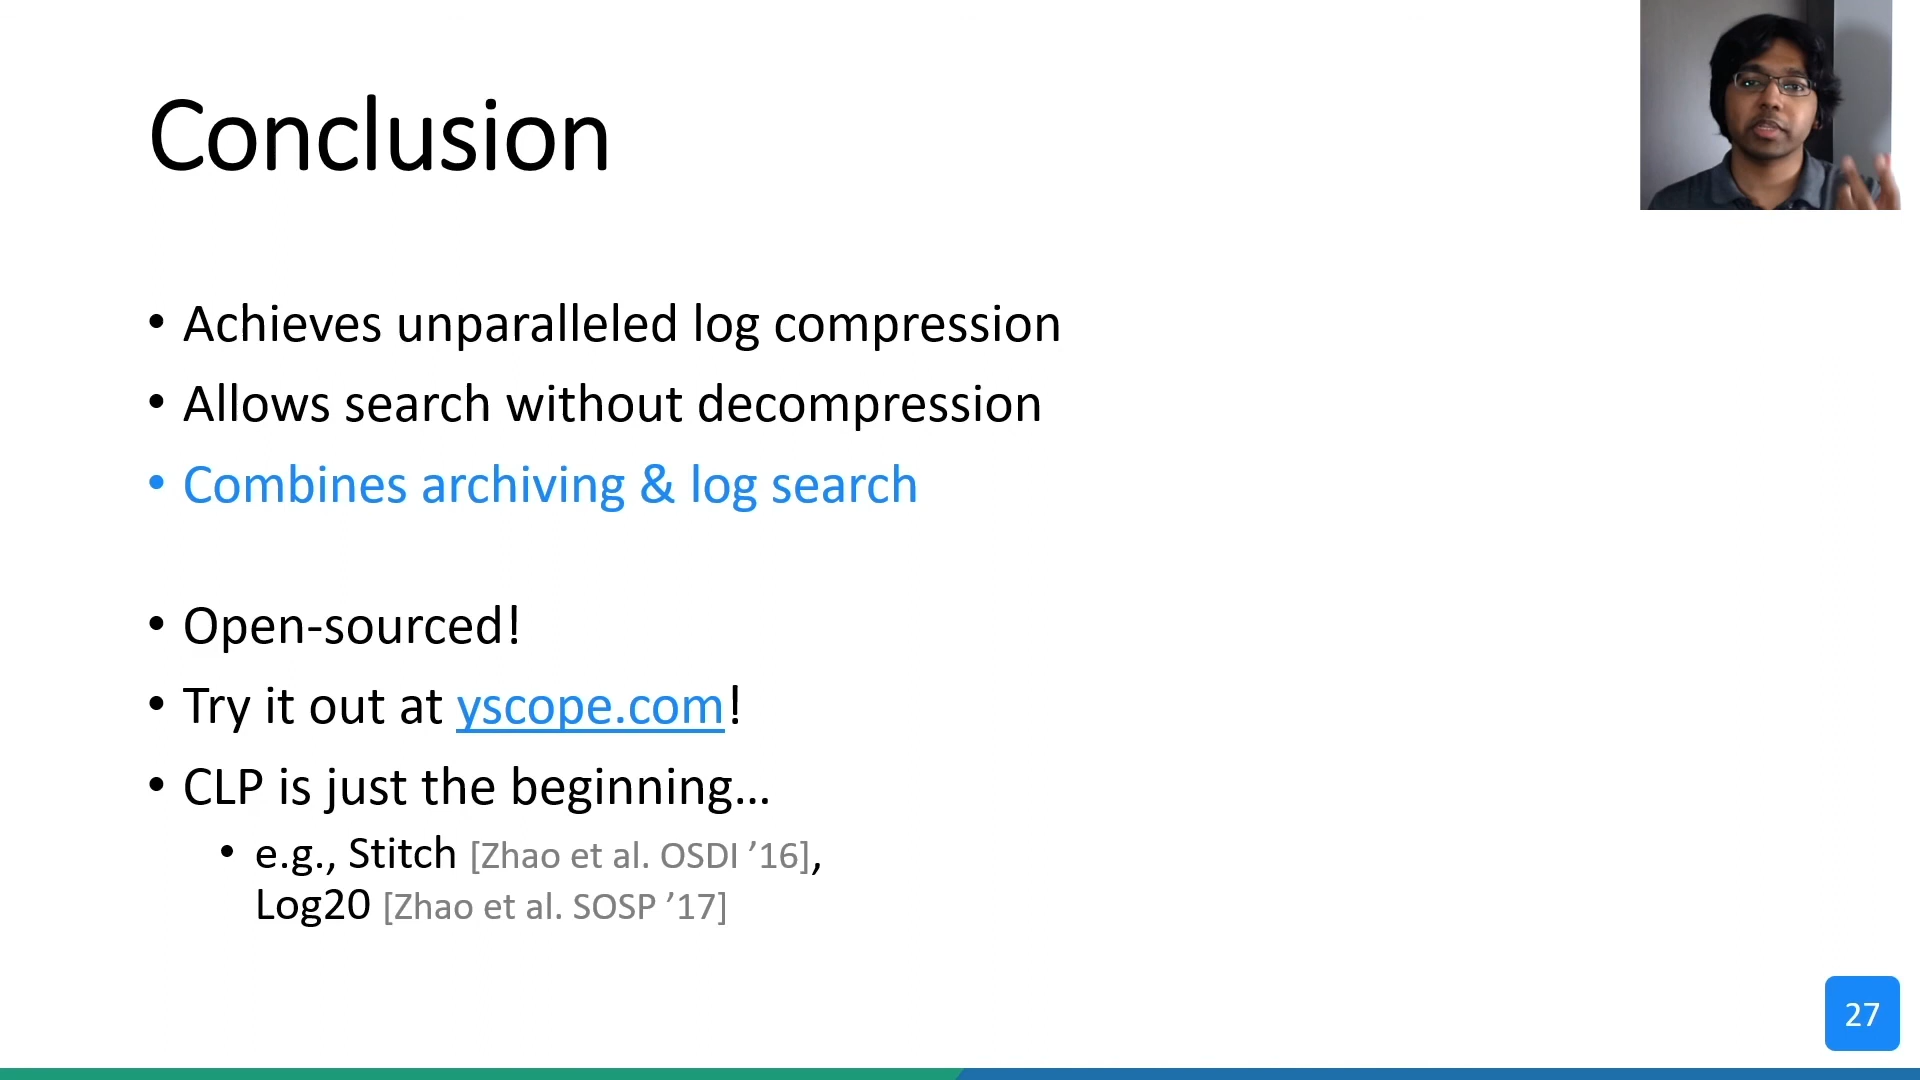 Conclusion
• Achieves unparalleled log compression
• Allows search without decompression
• Combines archiving & log search
• Open-sourced!
• Try it out at yscope.com!
• CLP is just the beginning…
• e.g., Stitch [Zhao et al. OSDI ’16],
Log20 [Zhao et al. SOSP ’17]
27